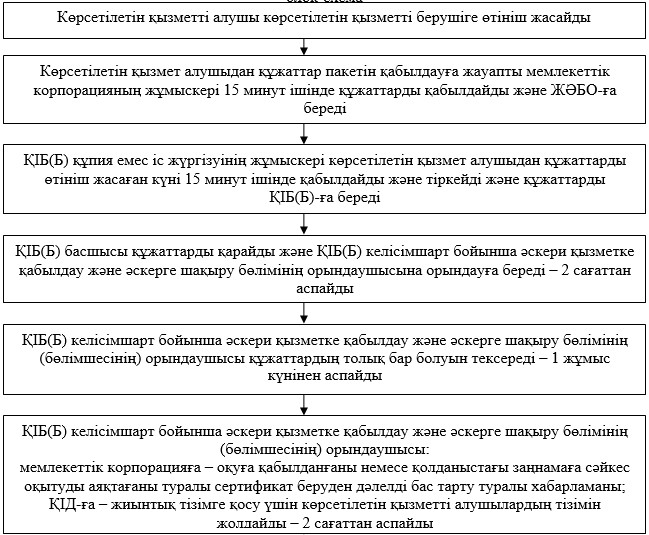 блок-схема
Көрсетілетін қызметті алушы көрсетілетін қызметті берушіге өтініш жасайды
Көрсетілетін қызмет алушыдан құжаттар пакетін қабылдауға жауапты мемлекеттік
корпорацияның жұмыскері 15 минут ішінде құжаттарды қабылдайды және ЖӘБО-ға
береді
ҚІБ(Б) құпия емес іс жүргізуінің жұмыскері көрсетілетін қызмет алушыдан құжаттарды
өтініш жасаған күні 15 минут ішінде қабылдайды және тіркейді және құжаттарды
ҚІБ(Б)-ға береді
ҚІБ(Б) басшысы құжаттарды қарайды және ҚІБ(Б) келісімшарт бойынша әскери қызметке
қабылдау және әскерге шақыру бөлімінің орындаушысына орындауға береді – 2 сағаттан
аспайды
ҚІБ(Б) келісімшарт бойынша әскери қызметке қабылдау және әскерге шақыру бөлімінің
(бөлімшесінің) орындаушысы құжаттардың толық бар болуын тексереді – 1 жұмыс
күнінен аспайды
ҚІБ(Б) келісімшарт бойынша әскери қызметке қабылдау және әскерге шақыру бөлімінің
(бөлімшесінің) орындаушысы:
мемлекеттік корпорацияға – оқуға қабылданғаны немесе қолданыстағы заңнамаға сәйкес
оқытуды аяқтағаны туралы сертификат беруден дәлелді бас тарту туралы хабарламаны;
ҚІД-ға – жиынтық тізімге қосу үшін көрсетілетін қызметті алушылардың тізімін
жолдайды – 2 сағаттан аспайды